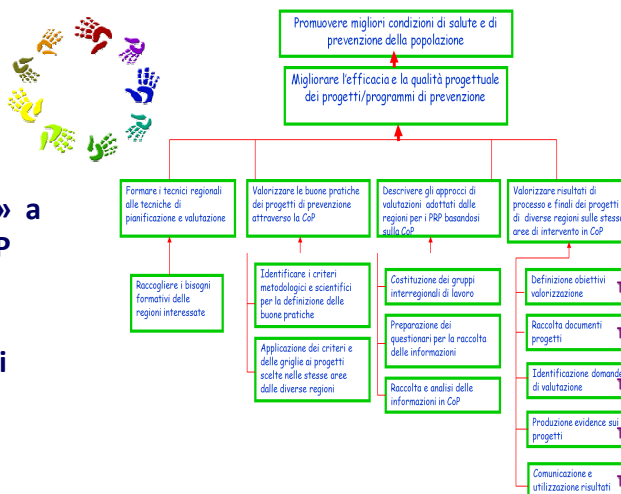 Promuovere migliori condizioni di salute e di
prevenzione della popolazione
Migliorare l'efficacia e la qualità progettuale
dei progetti/programmi di prevenzione
» a
P
i
Formare i tecnici regionali
alle tecniche di
pianificazione e valutazione
Raccogliere i bisogni
formativi delle
regioni interessate
Valorizzare le buone pratiche
dei progetti di prevenzione
attraverso la CoP
Identificare i criteri
metodologici e scientifici
per la definizione delle
buone pratiche
Applicazione dei criteri e
delle griglie ai progetti
scelte nelle stesse aree
dalle diverse regioni
Descrivere gli approcci di
valutazioni adottati dalle
regioni per i PRP basandosi
sulla CoP
Costituzione dei gruppi
interregionali di lavoro
Preparazione dei
questionari per la raccolta
delle informazioni
Raccolta e analisi delle
informazioni in CoP
Valorizzare risultati di
processo e finali dei progetti
di diverse regioni sulle stesse
aree di intervento in CoP
Definizione obiettivi
valorizzazione
Raccolta documenti
progetti
Identificazione domande
di valutazione
Produzione evidence sui
progetti
Comunicazione e
utilizzazione risultati